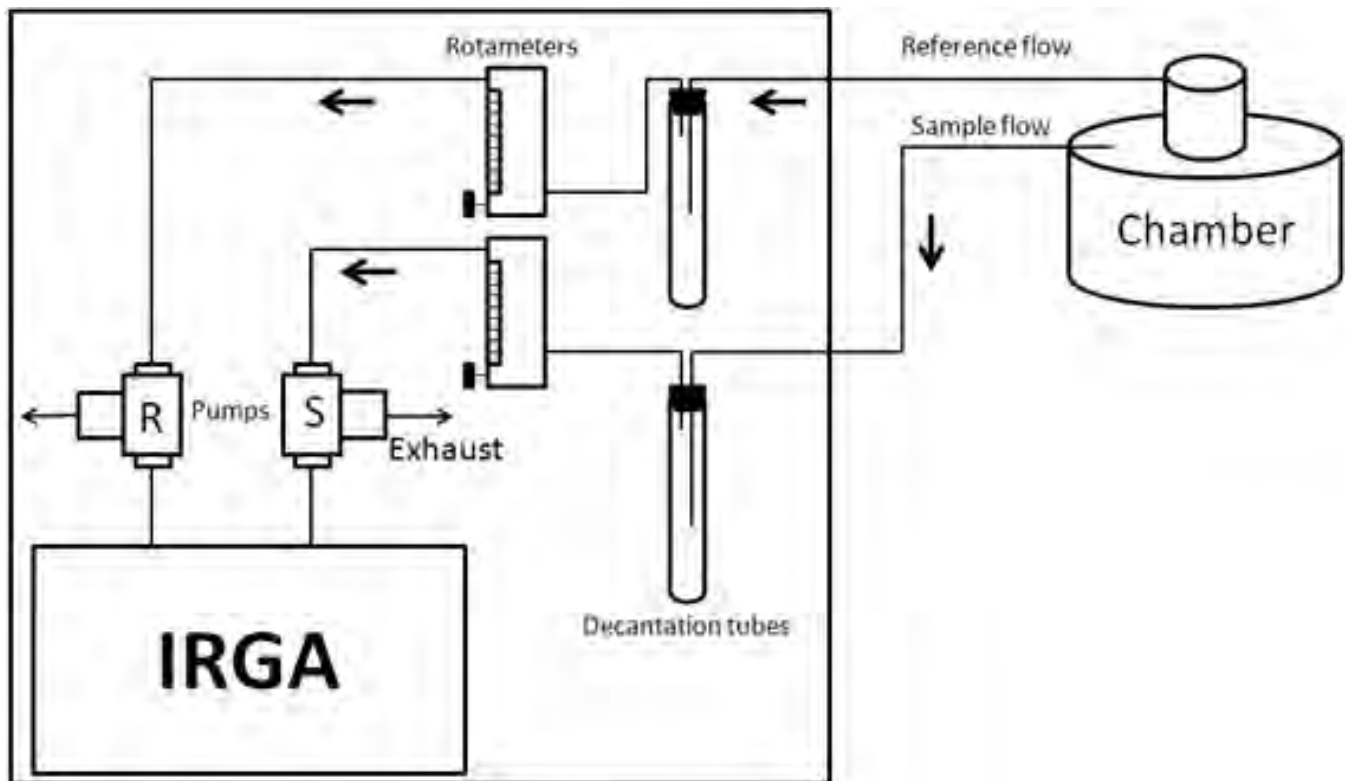 Rotameters
Reference flow
Sample flow
Chamber
R
Pumps
S
Exhaust
Decantation tubes
IRGA